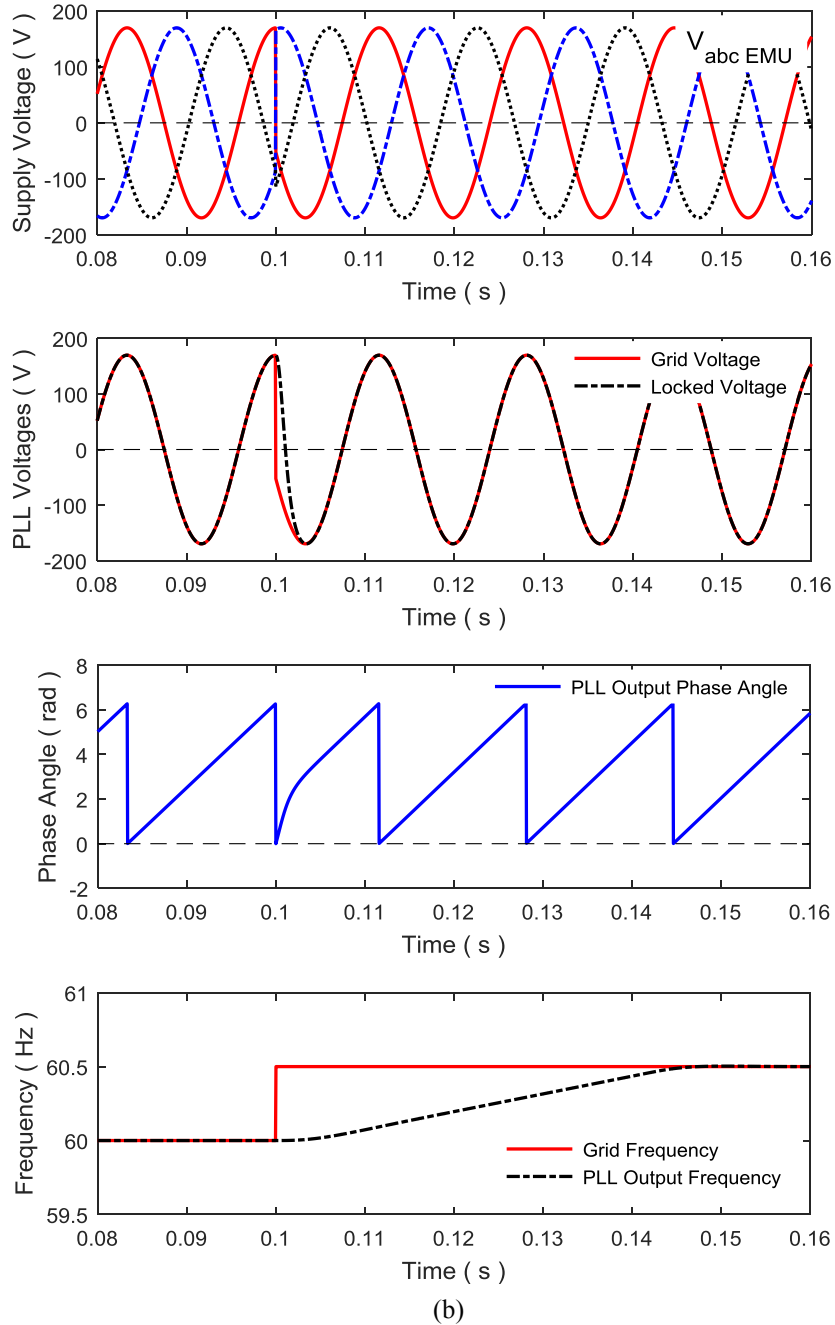 Supply Voltage ( V )
200
100
0
-100
-200
V abc EMU
0.08 0.09 0.1 0.11 0.12 0.13 0.14 0.15 0.16
Time ( s )
PLL Voltages ( V )
200
100
0
-100
-200
Grid Voltage
Locked Voltage
0.08 0.09 0.1 0.11 0.12 0.13 0.14 0.15 0.16
Time ( s )
Phase Angle ( rad )
8
6
4
2
0
-2
PLL Output Phase Angle
0.08 0.09 0.1 0.11 0.12 0.13 0.14 0.15 0.16
Time ( s )
Frequency ( Hz )
61
60.5
60
59.5
Grid Frequency
PLL Output Frequency
0.08 0.09 0.1 0.11 0.12 0.13 0.14 0.15 0.16
Time ( s )
(b)